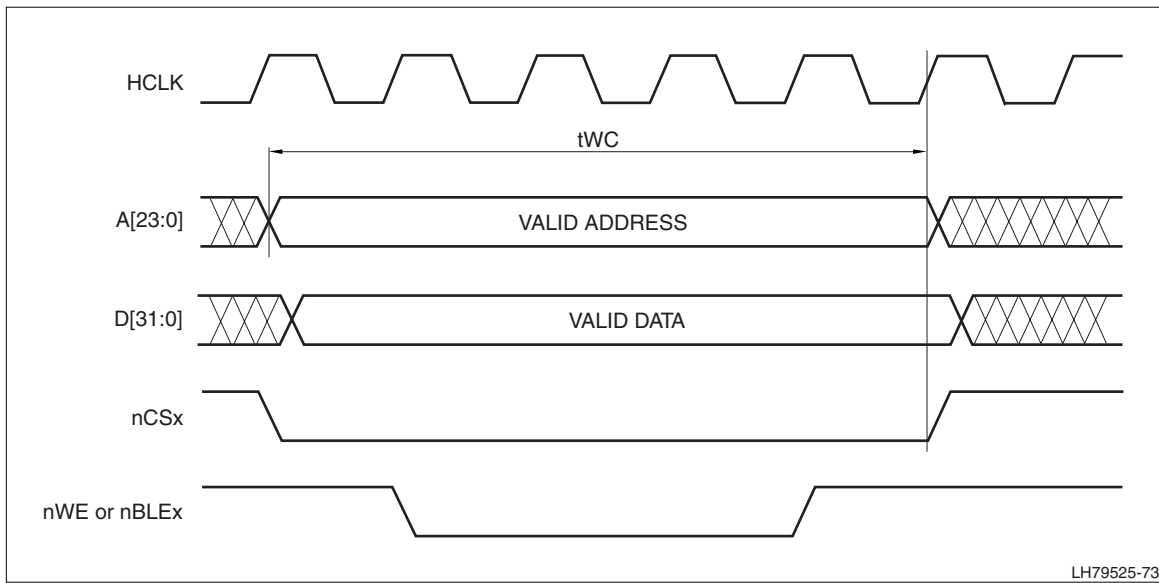 HCLK
tWC
A[23:0]
VALID ADDRESS
D[31:0]
VALID DATA
nCSx
nWE or nBLEx
LH79525-73